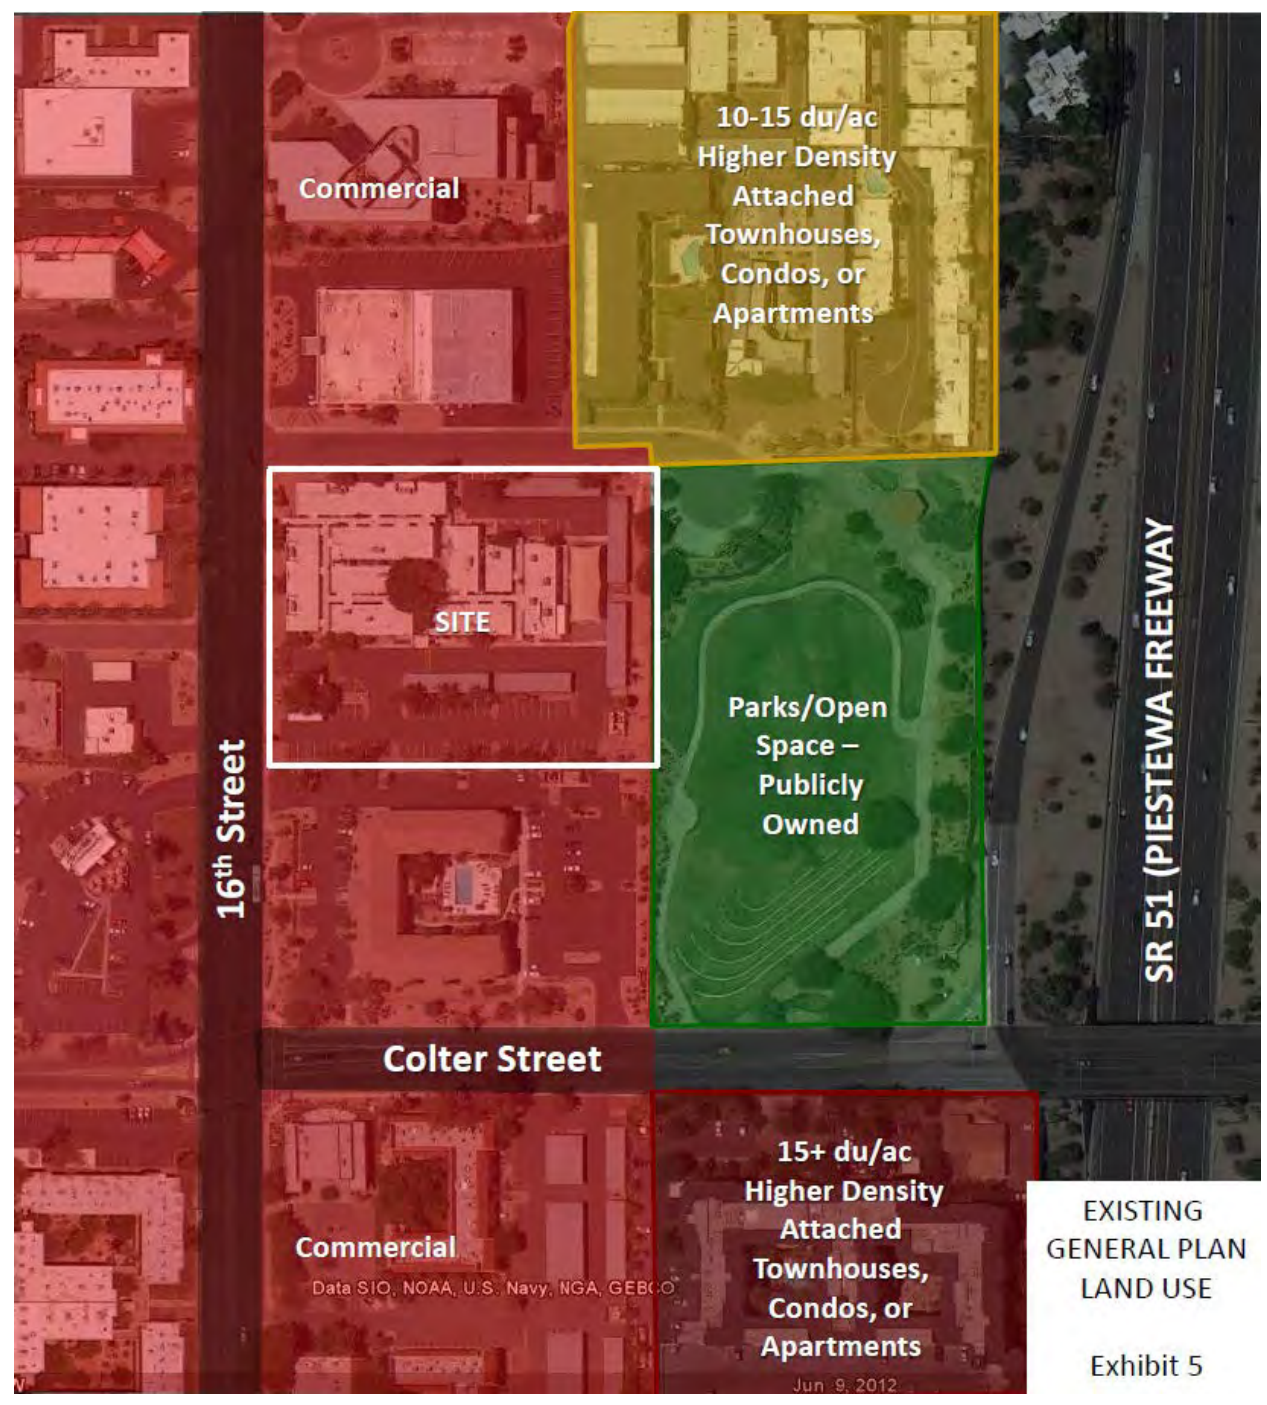 10-15 du/ac
Higher Density
Attached
Townhouses,
Condos, or
Apartments
Commercial
SITE
Parks/Open
Space –
Publicly
Owned
16th Street
SR 51 (PIESTEWA FREEWAY
Colter Street
15+ du/ac
Higher Density
Attached
Townhouses,
Condos, or
Apartments
Commercial
Data SIO, NOAA, U.S. Navy, NGA, GEBCO
Jun 9, 2012
EXISTING
GENERAL PLAN
LAND USE
Exhibit 5